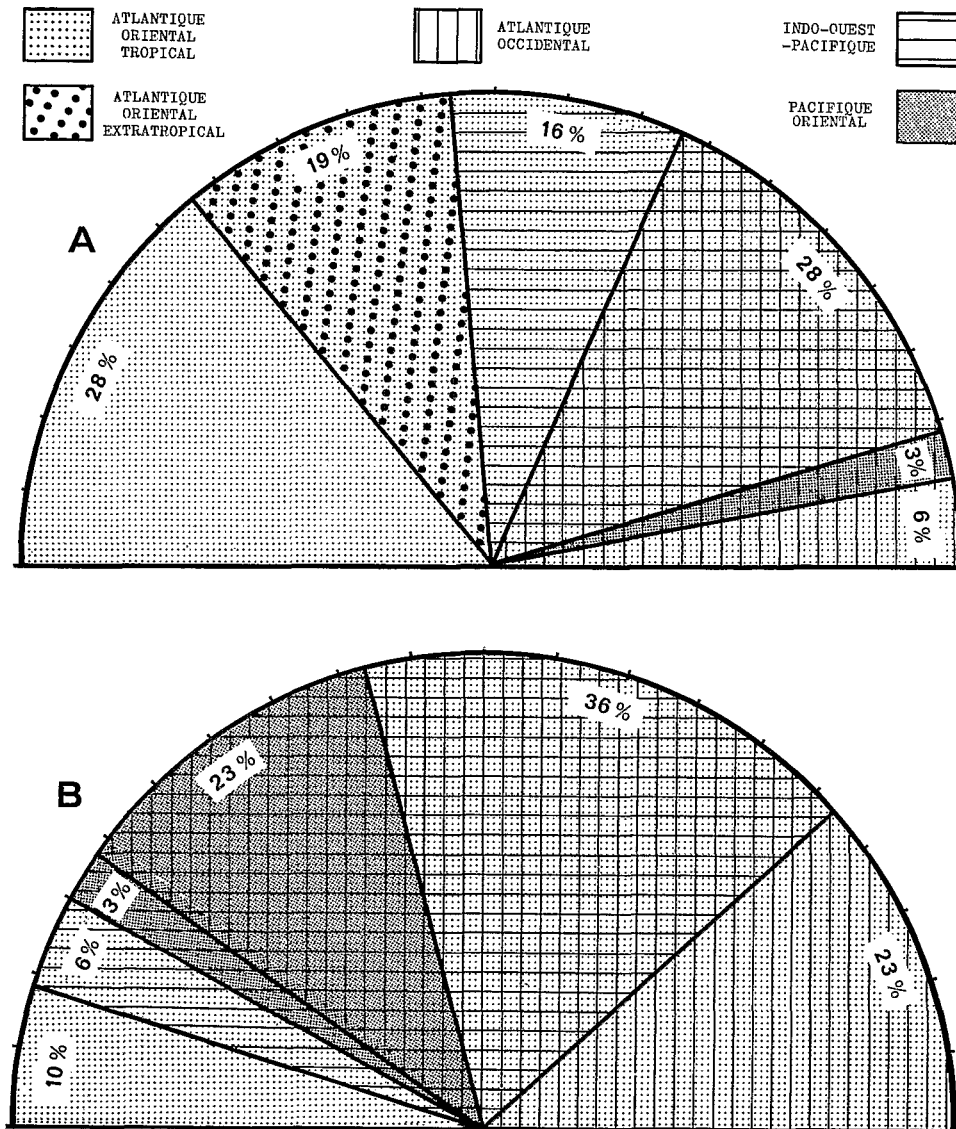 ATLANTIQUE
ORIENTAL
TROPICAL
ATLANTIQUE
OCCIDENTAL
INDO-OUEST
-PACIFIQUE
ATLANTIQUE
ORIENTAL
EXTRATROPICAL
PACIFIQUE
ORIENTAL
A
28 %
19 %
16 %
28 %
3%
6 %
B
10 %
6 %
3%
23 %
36 %
23 %